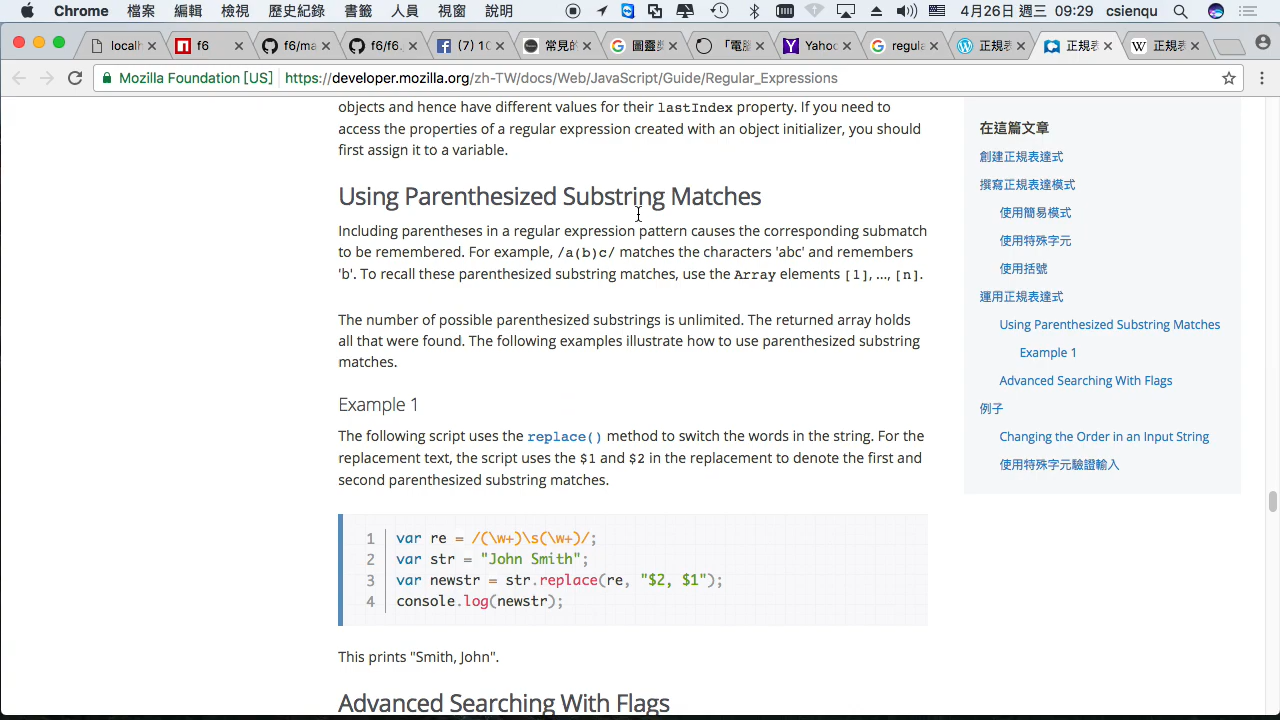 Chrome 檔案 編輯 檢視 歷史紀錄 書籤 人員 視窗 說明 4月26日 週三 09:29 csienqu
localh f6 f6/ma f6/f6. (7) 1C 常見的 圖靈 「電腦 Yahoo regula 正規表 正規表 正規表
Mozilla Foundation [US] https://developer.mozilla.org/zh-TW/docs/Web/JavaScript/Guide/Regular_Expressions
objects and hence have different values for their lastIndex property. If you need to
access the properties of a regular expression created with an object initializer, you should
first assign it to a variable.
Using Parenthesized Substring Matches
Including parentheses in a regular expression pattern causes the corresponding submatch
to be remembered. For example, /a(b)c/ matches the characters 'abc' and remembers
'b'. To recall these parenthesized substring matches, use the Array elements [1], ..., [n].
The number of possible parenthesized substrings is unlimited. The returned array holds
all that were found. The following examples illustrate how to use parenthesized substring
matches.
Example 1
The following script uses the replace() method to switch the words in the string. For the
replacement text, the script uses the $1 and $2 in the replacement to denote the first and
second parenthesized substring matches.
1 var re = /(\w+)\s(\w+)/;
2 var str = "John Smith";
3 var newstr = str.replace(re, "$2, $1");
4 console.log(newstr);
This prints "Smith, John".
Advanced Searching With Flags
在這篇文章
創建正規表達式
撰寫正規表達模式
使用簡易模式
使用特殊字元
使用括號
運用正規表達式
Using Parenthesized Substring Matches
Example 1
Advanced Searching With Flags
例子
Changing the Order in an Input String
使用特殊字元驗證輸入